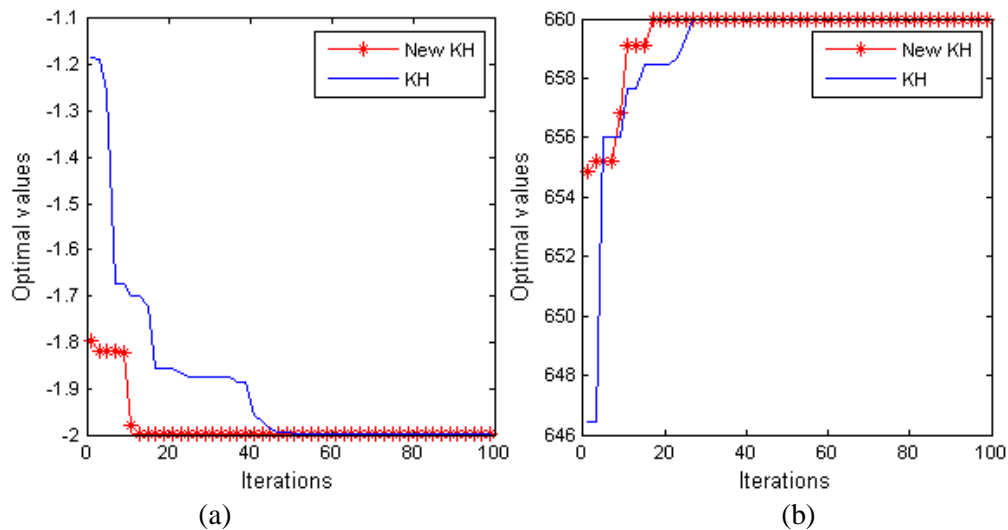 -1.1
-1.2
-1.3
-1.4
-1.5
-1.6
-1.7
-1.8
-1.9
-2
0 20 40 60 80 100
Optimal values
Iterations
New KH
KH
(a)
660
658
656
654
652
650
648
646
0 20 40 60 80 100
Optimal values
Iterations
New KH
KH
(b)